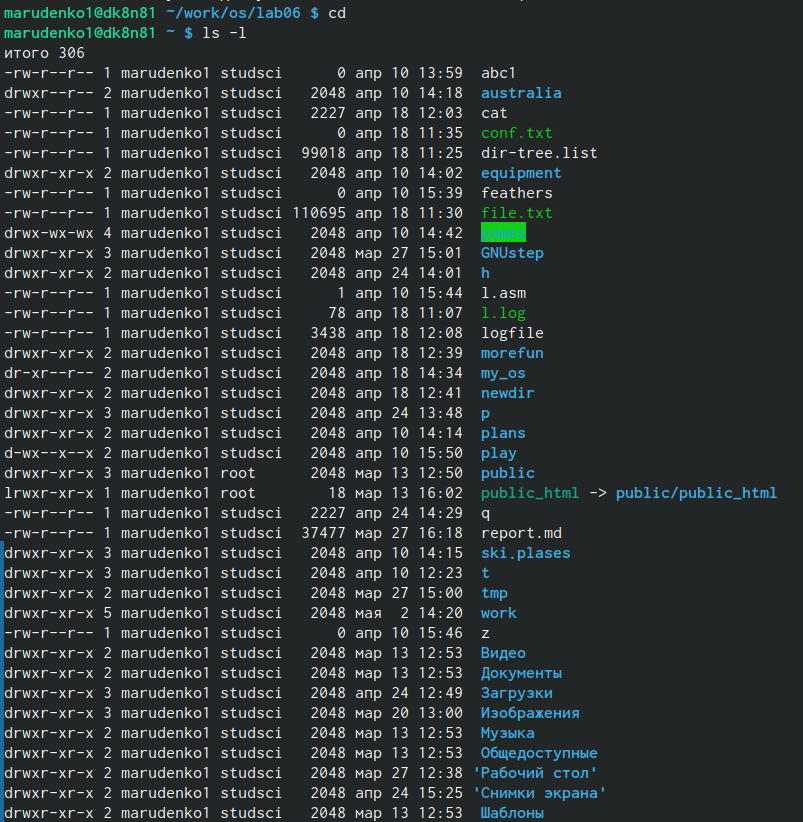 marudenko1@dk8n81 ~/work/os/lab06 $ cd
marudenko1@dk8n81 ~ $ ls -l
итого 306
-rw-r--r-- 1 marudenko1 studsci      0 апр 10 13:59  abc1
drwxr--r-- 2 marudenko1 studsci   2048 апр 10 14:18  australia
-rw-r--r-- 1 marudenko1 studsci   2227 апр 18 12:03  cat
-rw-r--r-- 1 marudenko1 studsci      0 апр 18 11:35  conf.txt
-rw-r--r-- 1 marudenko1 studsci  99018 апр 18 11:25  dir-tree.list
drwxr-xr-x 2 marudenko1 studsci   2048 апр 10 14:02  equipment
-rw-r--r-- 1 marudenko1 studsci      0 апр 10 15:39  feathers
-rw-r--r-- 1 marudenko1 studsci 110695 апр 18 11:30  file.txt
drwx-wx-wx 4 marudenko1 studsci   2048 апр 10 14:42  games
drwxr-xr-x 3 marudenko1 studsci   2048 мар 27 15:01  GNUstep
drwxr-xr-x 2 marudenko1 studsci   2048 апр 24 14:01  h
-rw-r--r-- 1 marudenko1 studsci      1 апр 10 15:44  l.asm
-rw-r--r-- 1 marudenko1 studsci     78 апр 18 11:07  l.log
-rw-r--r-- 1 marudenko1 studsci   3438 апр 18 12:08  logfile
drwxr-xr-x 2 marudenko1 studsci   2048 апр 18 12:39  morefun
dr-xr--r-- 2 marudenko1 studsci   2048 апр 18 14:34  my_os
drwxr-xr-x 2 marudenko1 studsci   2048 апр 18 12:41  newdir
drwxr-xr-x 3 marudenko1 studsci   2048 апр 24 13:48  p
drwxr-xr-x 2 marudenko1 studsci   2048 апр 10 14:14  plans
d-wx--x--x 2 marudenko1 studsci   2048 апр 10 15:50  play
drwxr-xr-x 3 marudenko1 root      2048 мар 13 12:50  public
lrwxr-xr-x 1 marudenko1 root        18 мар 13 16:02  public_html -> public/public_html
-rw-r--r-- 1 marudenko1 studsci   2227 апр 24 14:29  q
-rw-r--r-- 1 marudenko1 studsci  37477 мар 27 16:18  report.md
drwxr-xr-x 3 marudenko1 studsci   2048 апр 10 14:15  ski.plases
drwxr-xr-x 3 marudenko1 studsci   2048 апр 10 12:23  t
drwxr-xr-x 2 marudenko1 studsci   2048 мар 27 15:00  tmp
drwxr-xr-x 5 marudenko1 studsci   2048 мая  2 14:20  work
-rw-r--r-- 1 marudenko1 studsci      0 апр 10 15:46  z
drwxr-xr-x 2 marudenko1 studsci   2048 мар 13 12:53  Видео
drwxr-xr-x 2 marudenko1 studsci   2048 мар 13 12:53  Документы
drwxr-xr-x 3 marudenko1 studsci   2048 апр 24 12:49  Загрузки
drwxr-xr-x 3 marudenko1 studsci   2048 мар 20 13:00  Изображения
drwxr-xr-x 2 marudenko1 studsci   2048 мар 13 12:53  Музыка
drwxr-xr-x 2 marudenko1 studsci   2048 мар 13 12:53  Общедоступные
drwxr-xr-x 2 marudenko1 studsci   2048 мар 27 12:38 'Рабочий стол'
drwxr-xr-x 2 marudenko1 studsci   2048 апр 24 15:25 'Снимки экрана'
drwxr-xr-x 2 marudenko1 studsci   2048 мар 13 12:53  Шаблоны